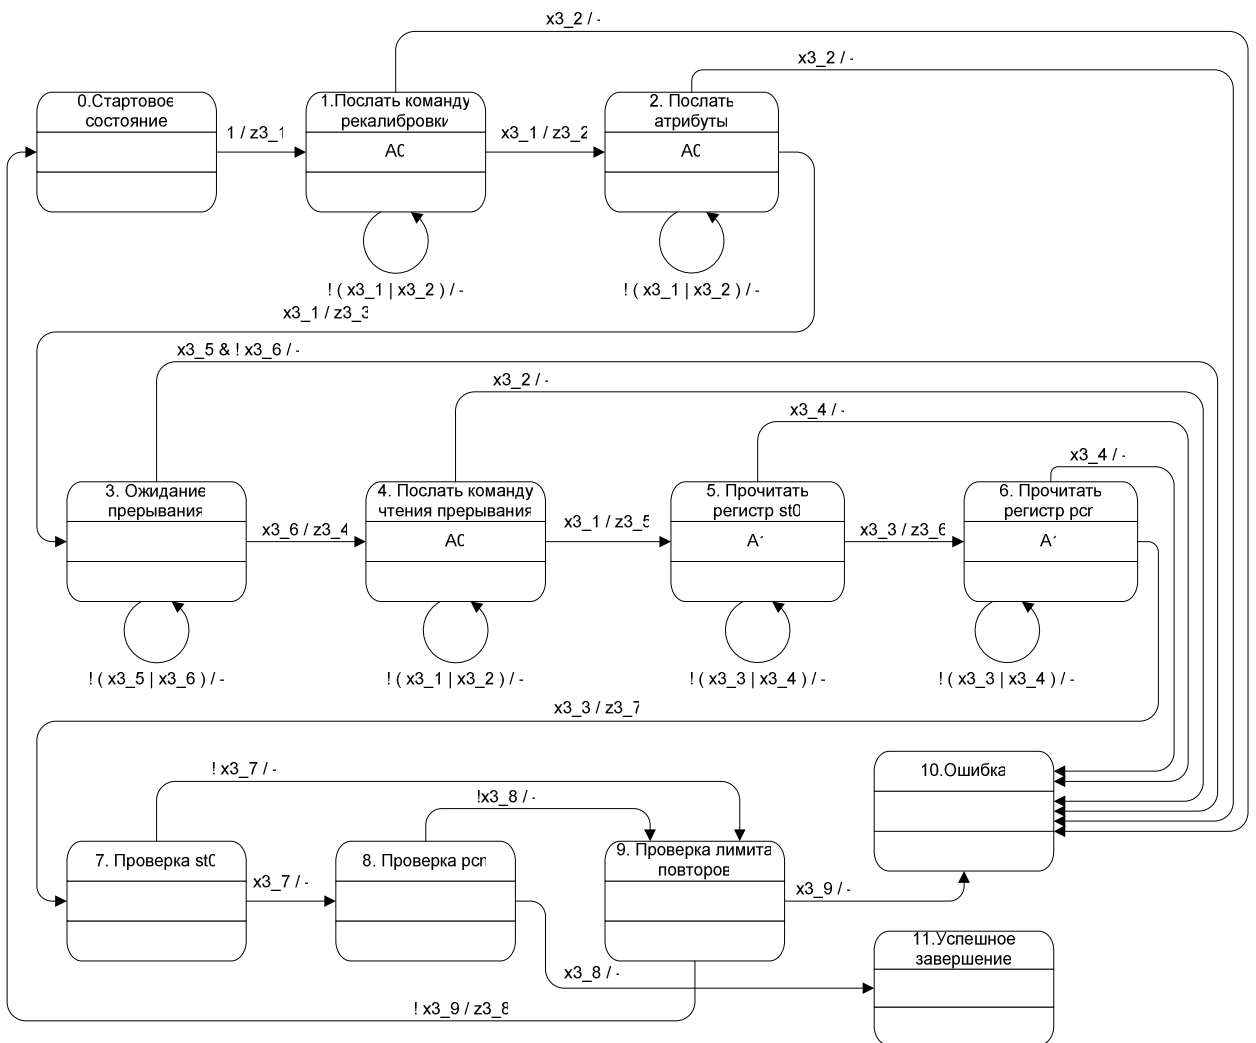 x3_2 / -
x3_2 / -
0.Стартовое
состояние
1 / z3_1
1.Послать команду
рекалибровки
A0
x3_1 / z3_2
2. Послать
атрибуты
A0
! ( x3_1 | x3_2 ) / -
! ( x3_1 | x3_2 ) / -
x3_1 / z3_3
x3_5 & ! x3_6 / -
x3_2 / -
x3_4 / -
x3_4 / -
3. Ожидание
прерывания
x3_6 / z3_4
4. Послать команду
чтения прерывания
A0
x3_1 / z3_5
5. Прочитать
регистр st0
A1
x3_3 / z3_6
6. Прочитать
регистр pcn
A1
! ( x3_5 | x3_6 ) / -
! ( x3_1 | x3_2 ) / -
! ( x3_3 | x3_4 ) / -
! ( x3_3 | x3_4 ) / -
x3_3 / z3_7
! x3_7 / -
!x3_8 / -
10.Ошибка
7. Проверка st0
x3_7 / -
8. Проверка pcn
9. Проверка лимита
повторов
x3_9 / -
x3_8 / -
11.Успешное
завершение
! x3_9 / z3_8